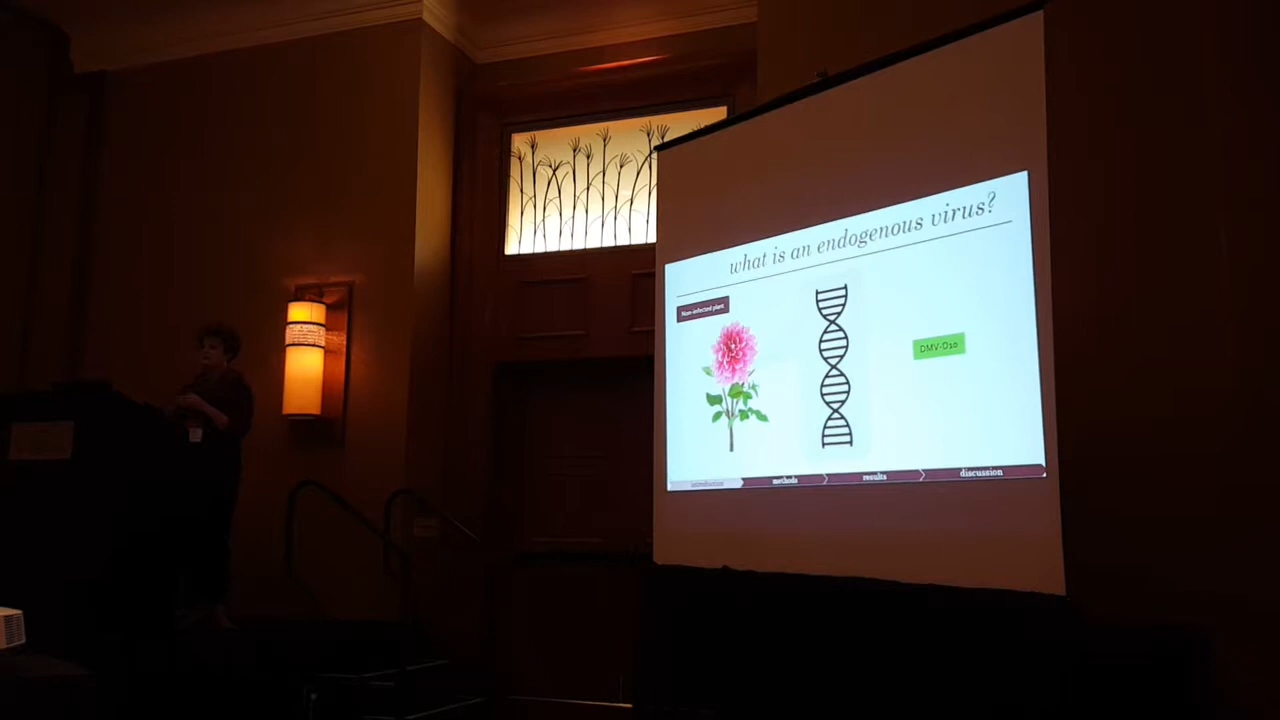 what is an endogenous virus?
Non-infected plant
DMV-D10
introduction
methods
results
discussion